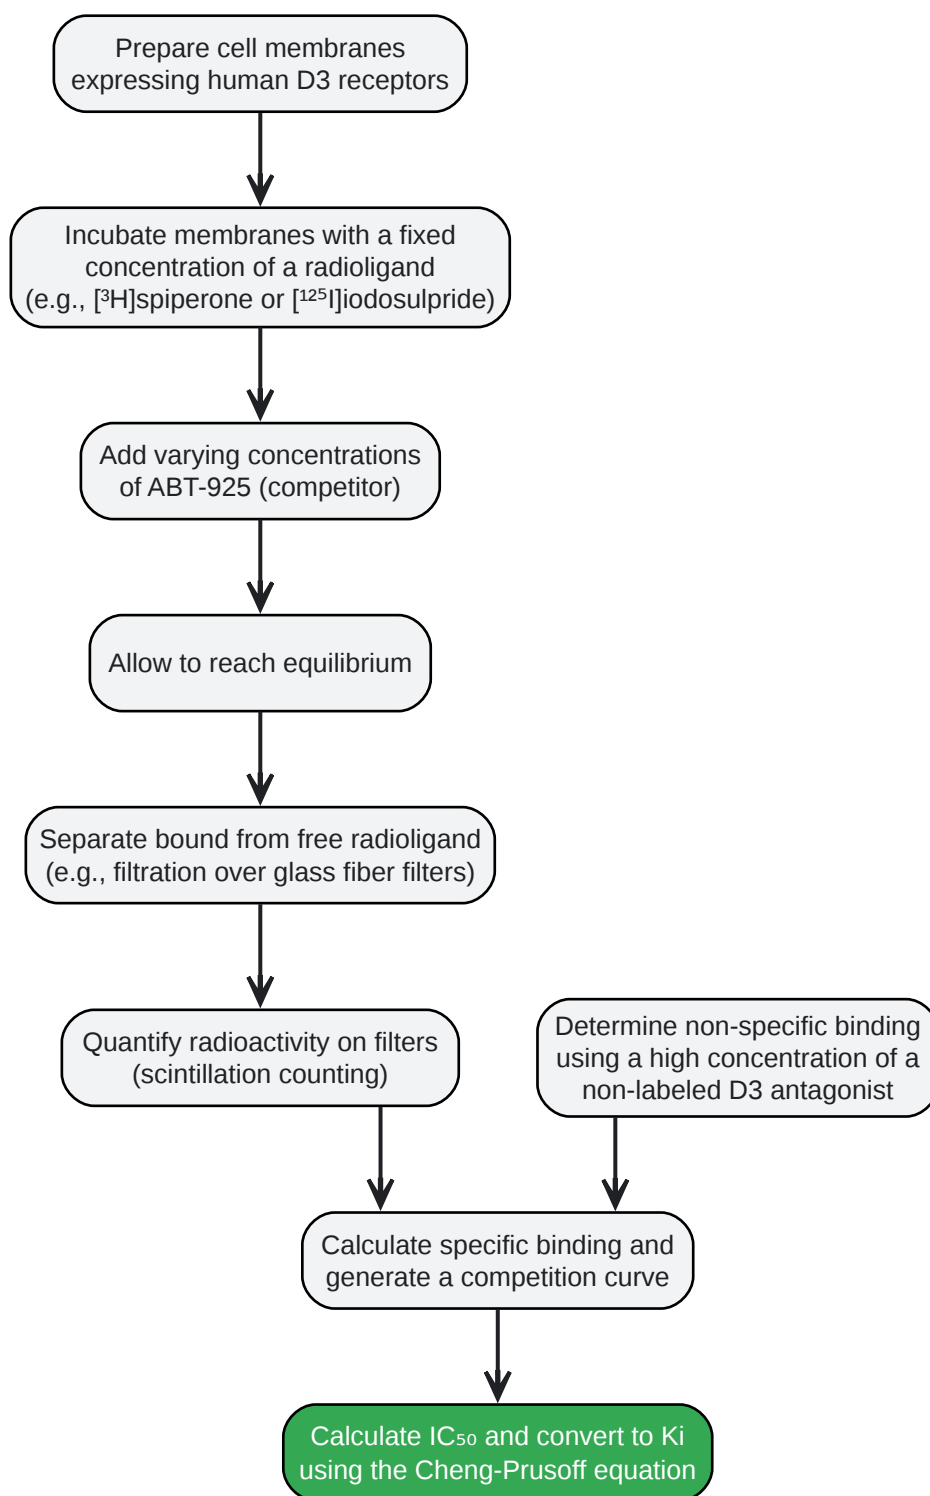 Prepare cell membranes
expressing human D3 receptors
Incubate membranes with a fixed
concentration of a radioligand
(e.g., [³H]spiperone or [¹²⁵I]iodosulpride)
Add varying concentrations
of ABT-925 (competitor)
Allow to reach equilibrium
Separate bound from free radioligand
(e.g., filtration over glass fiber filters)
Quantify radioactivity on filters
(scintillation counting)
Determine non-specific binding
using a high concentration of a
non-labeled D3 antagonist
Calculate specific binding and
generate a competition curve
Calculate IC₅₀ and convert to Ki
using the Cheng-Prusoff equation